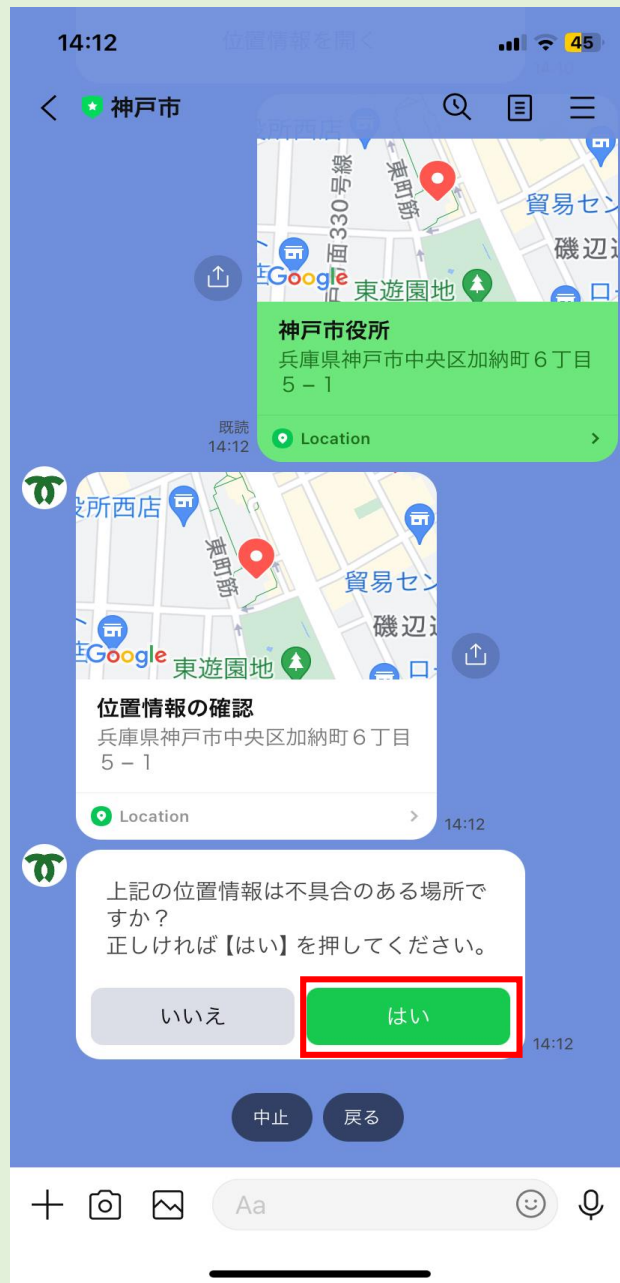 14:12
位置情報を開く
45
神戸市
役所西店
330号線
東町筋
貿易セン
磯辺通
Google
東遊園地
神戸市役所
兵庫県神戸市中央区加納町６丁目
５−１
既読
14:12
Location
役所西店
東町筋
貿易セン
磯辺通
Google
東遊園地
位置情報の確認
兵庫県神戸市中央区加納町６丁目
５−１
Location
14:12
上記の位置情報は不具合のある場所で
すか？
正しければ【はい】を押してください。
いいえ
はい
14:12
中止
戻る
Aa